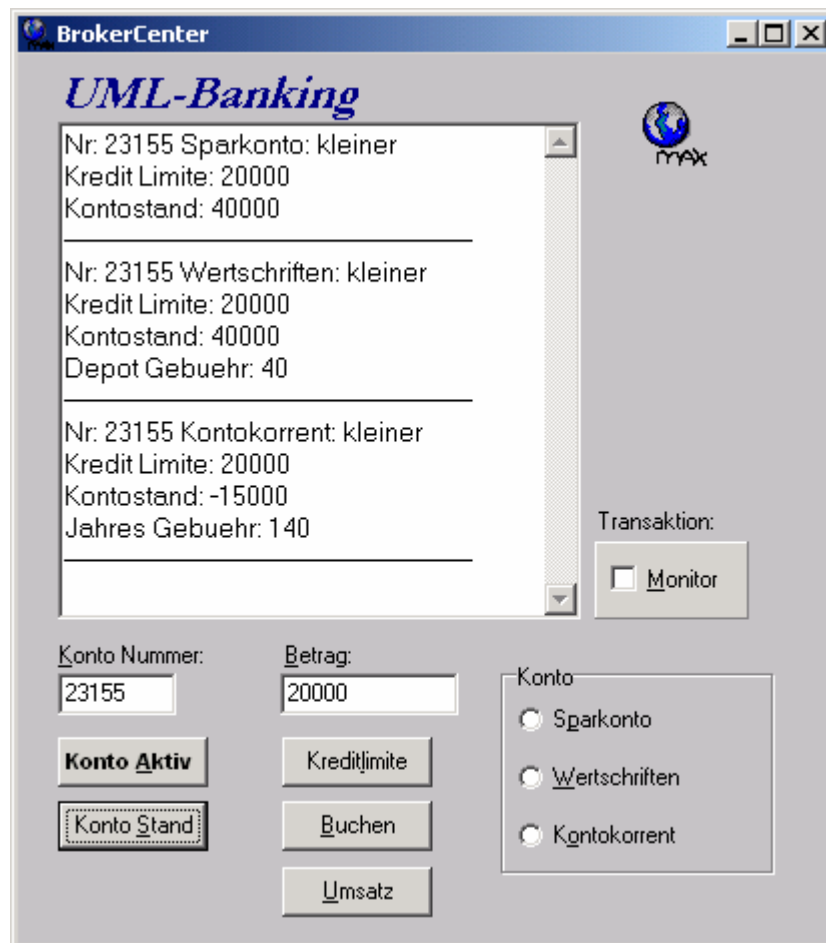 BrokerCenter
UML-Banking
max
Nr: 23155 Sparkonto: kleiner
Kredit Limite: 20000
Kontostand: 40000
Nr: 23155 Wertschriften: kleiner
Kredit Limite: 20000
Kontostand: 40000
Depot Gebuehr: 40
Nr: 23155 Kontokorrent: kleiner
Kredit Limite: 20000
Kontostand: -15000
Jahres Gebuehr: 140
Transaktion:
Monitor
Konto Nummer:
Betrag:
23155
20000
Konto
Sparkonto
Wertschriften
Kontokorrent
Konto Aktiv
Kreditlimite
Konto Stand
Buchen
Umsatz